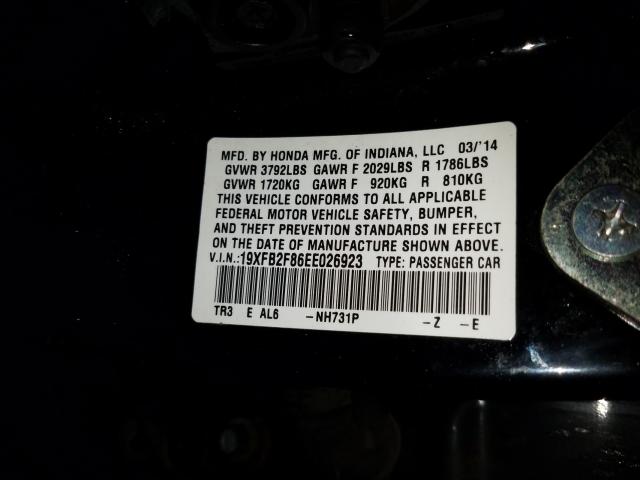 MFD. BY HONDA MFG. OF INDIANA, LLC 03/'14
GVWR 3792LBS GAWR F 2029LBS R 1786LBS
GVWR 1720KG GAWR F 920KG R 810KG
THIS VEHICLE CONFORMS TO ALL APPLICABLE
FEDERAL MOTOR VEHICLE SAFETY, BUMPER,
AND THEFT PREVENTION STANDARDS IN EFFECT
ON THE DATE OF MANUFACTURE SHOWN ABOVE.
V.I.N.:19XFB2F86EE026923 TYPE: PASSENGER CAR
TR3 E AL6 -NH731P -Z -E